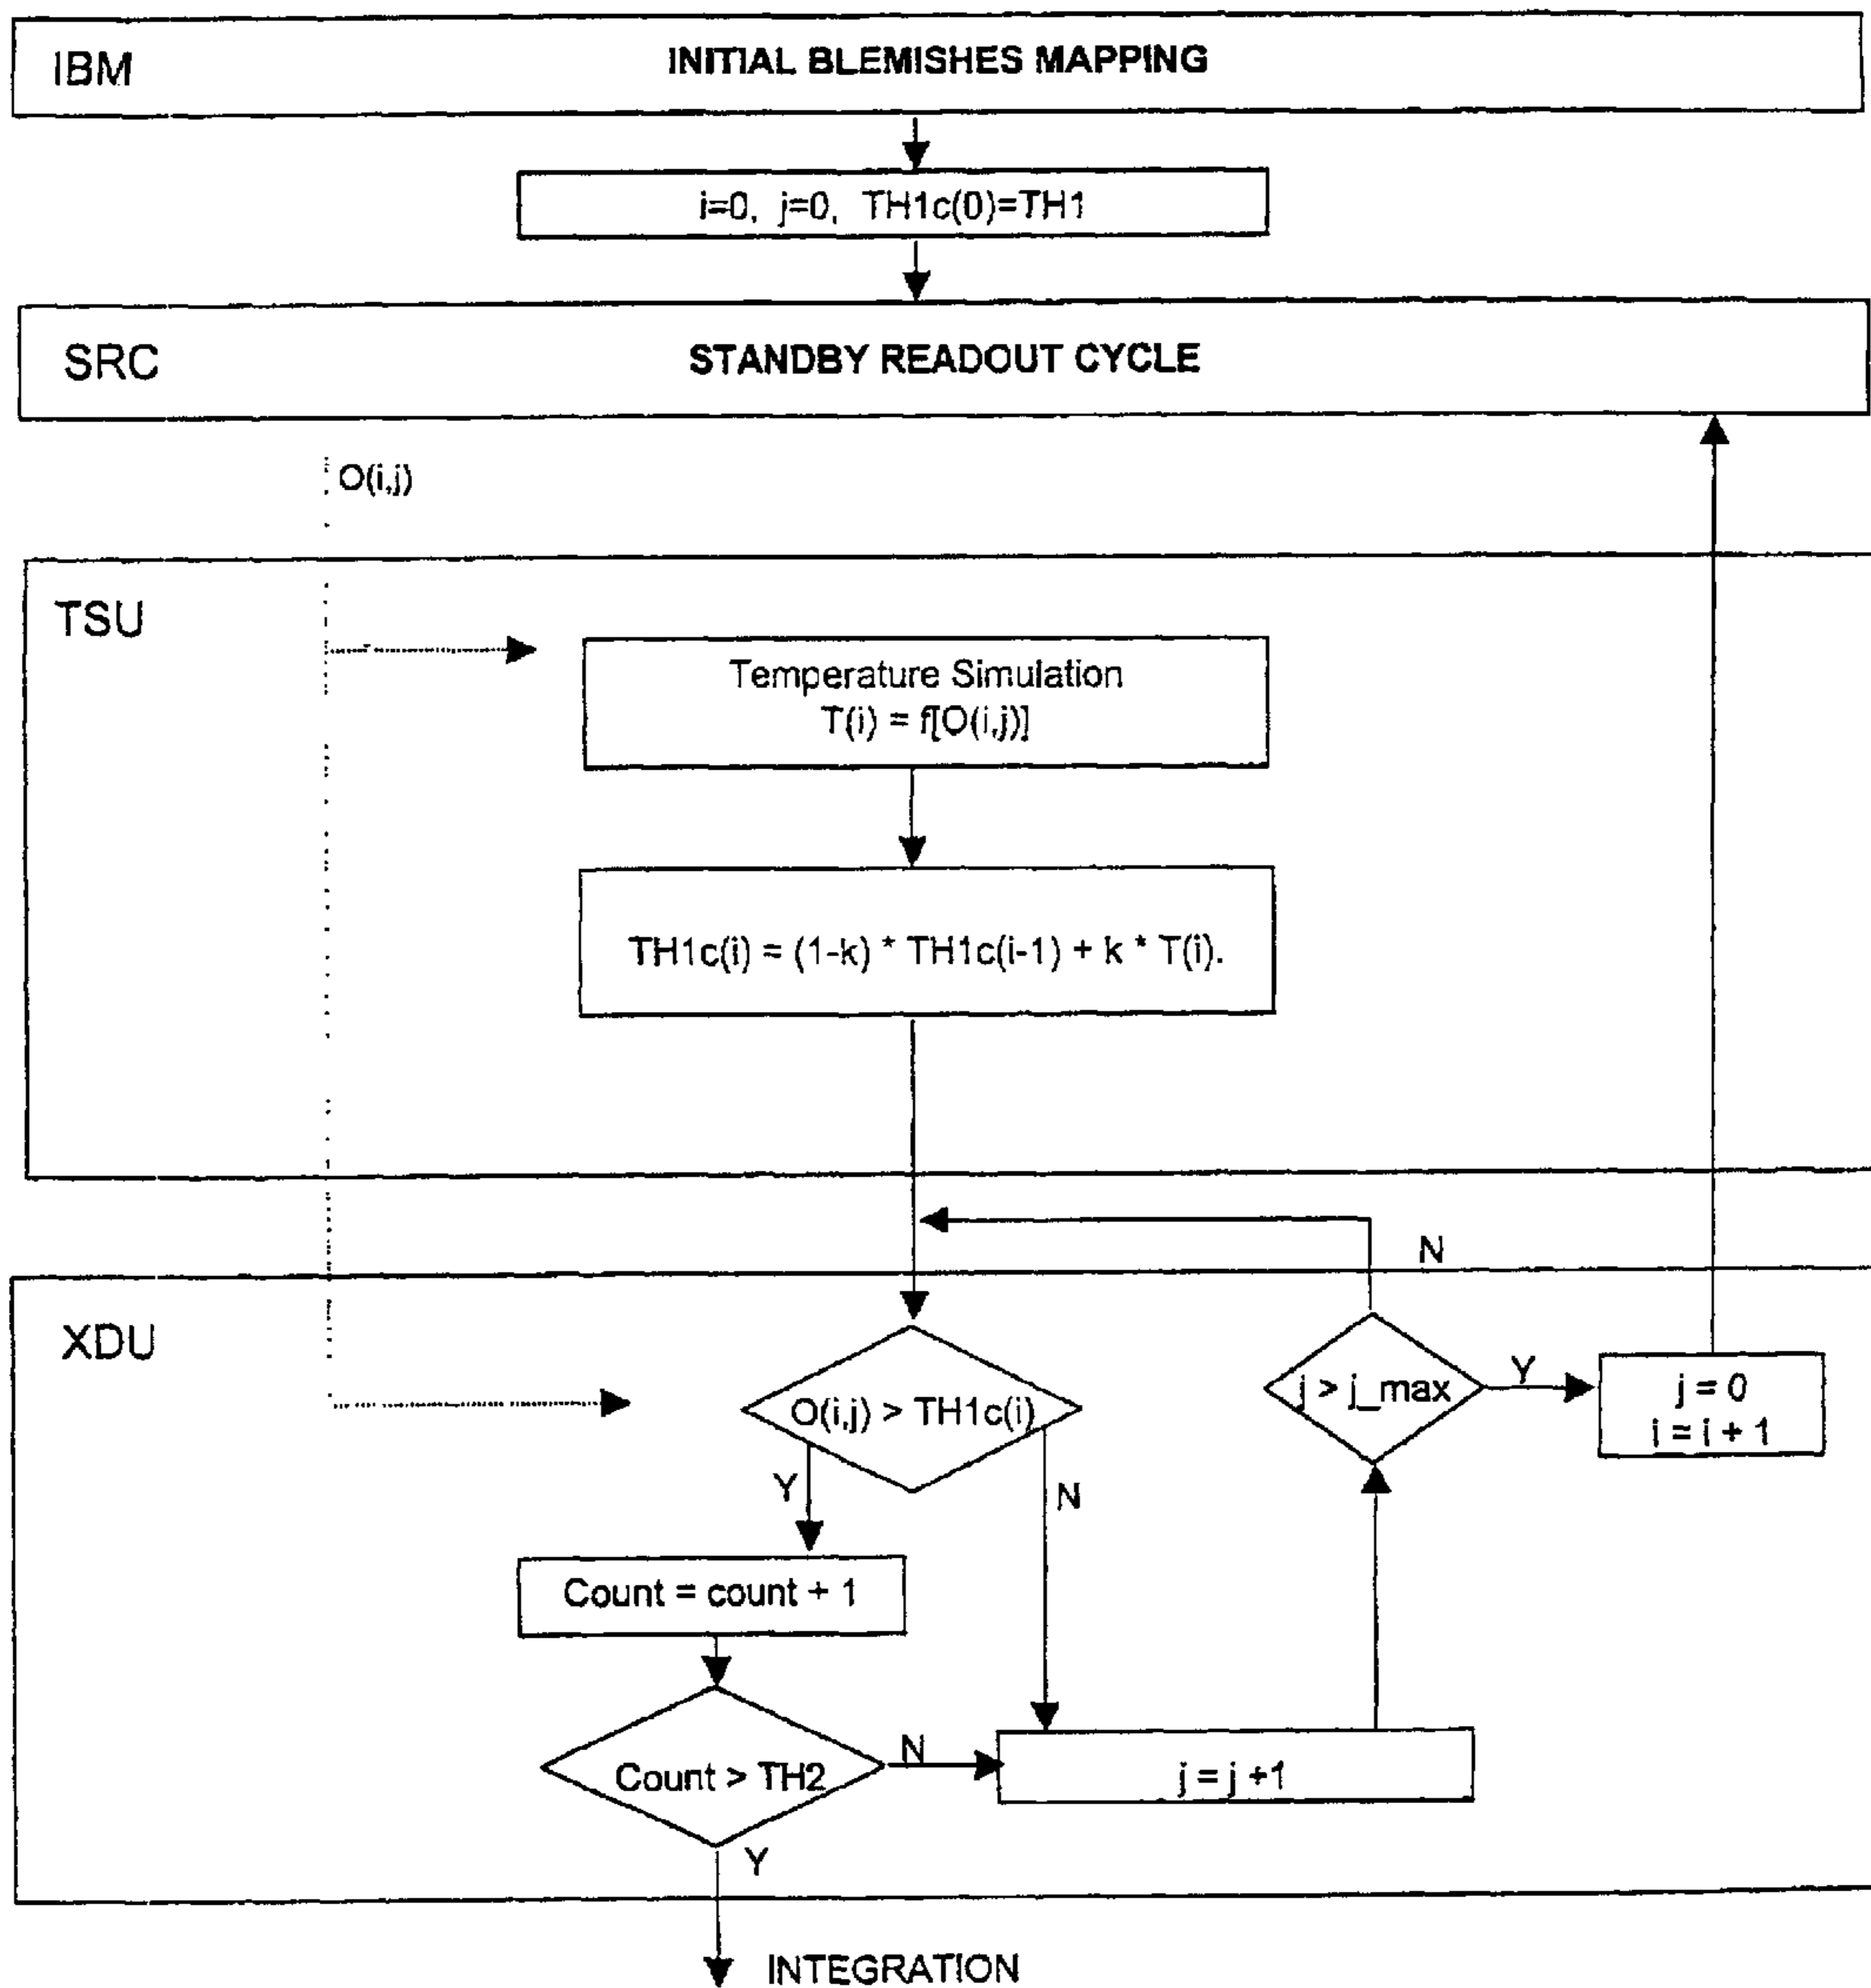 IBM
INITIAL BLEMISHES MAPPING
i=0, j=0, TH1c(0)=TH1
SRC
STANDBY READOUT CYCLE
O(i,j)
TSU
Temperature Simulation
T(i) = f[O(i,j)]
TH1c(i) = (1-k) * TH1c(i-1) + k * T(i).
N
XDU
O(i,j) > TH1c(i)
j > j_max
Y
j = 0
i = i + 1
Y
N
Count = count + 1
Count > TH2
N
j = j +1
Y
INTEGRATION